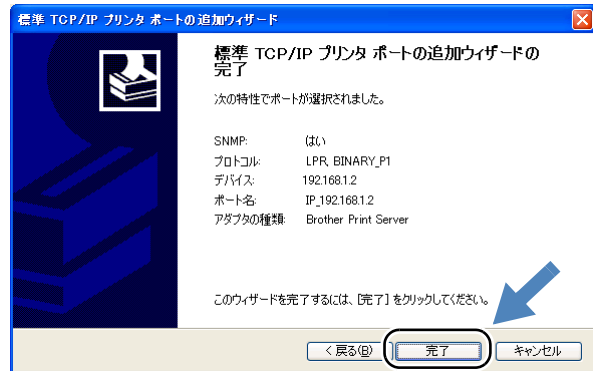 標準 TCP/IP プリンタ ポートの追加ウィザード
標準 TCP/IP プリンタ ポートの追加ウィザードの
完了
次の特性でポートが選択されました。
SNMP: はい
プロトコル: LPR, BINARY_P1
デバイス: 192.168.1.2
ポート名: IP_192.168.1.2
アダプタの種類: Brother Print Server
このウィザードを完了するには、[完了] をクリックしてください。
< 戻る(B)  完了  キャンセル